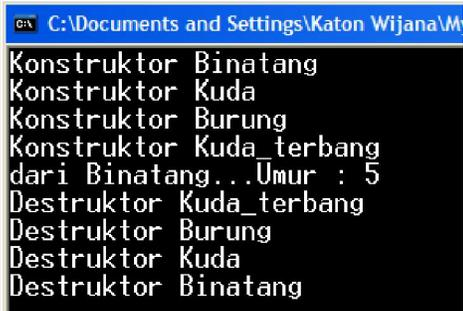 C:\Documents and Settings\Katon Wijana\My
Konstruktor Binatang
Konstruktor Kuda
Konstruktor Burung
Konstruktor Kuda_terbang
dari Binatang...Umur : 5
Destruktor Kuda_terbang
Destruktor Burung
Destruktor Kuda
Destruktor Binatang